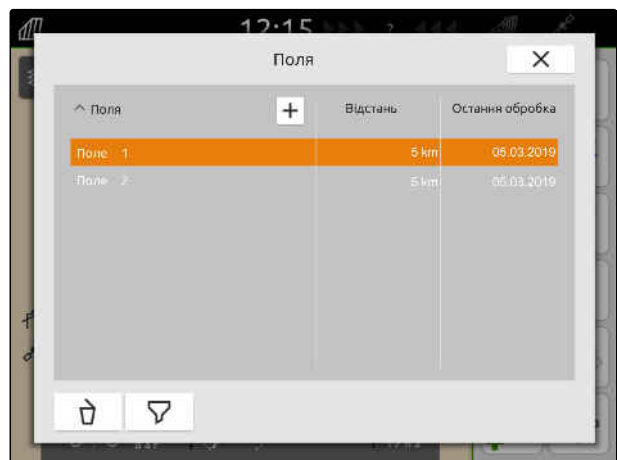 12:15
Поля
Поля Відстань Остання обробка
Поле 1 5 km 05.03.2019
Поле 2 5 km 05.03.2019